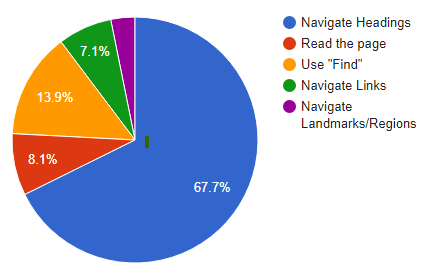 Navigate Headings
Read the page
Use "Find"
Navigate Links
Navigate
Landmarks/Regions
7.1%
13.9%
8.1%
67.7%